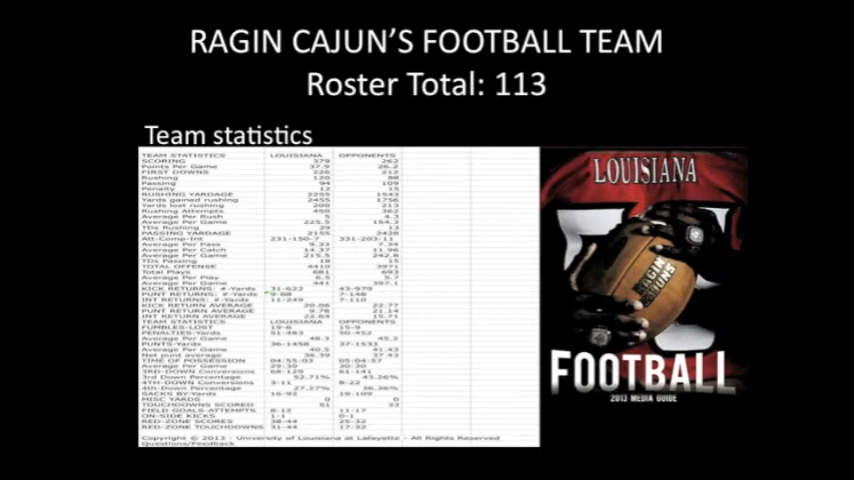 RAGIN CAJUN'S FOOTBALL TEAM
Roster Total: 113
Team statistics
TEAM STATISTICS LOUISIANA OPPONENTS
SCORING 379 262
Points Per Game 37.9 26.2
FIRST DOWNS 226 212
Rushing 120 88
Passing 94 109
Penalty 12 15
RUSHING YARDAGE 2255 1543
Yards gained rushing 2455 1756
Yards lost rushing 200 213
Rushing Attempts 450 362
Average Per Rush 5 4.3
Average Per Game 225.5 154.3
TDs Rushing 29 13
PASSING YARDAGE 2155 2428
Att-Comp-Int 231-150-7 331-203-11
Average Per Pass 9.33 7.34
Average Per Catch 14.37 11.96
Average Per Game 215.5 242.8
TDs Passing 18 15
TOTAL OFFENSE 4410 3971
Total Plays 681 693
Average Per Play 6.5 5.7
Average Per Game 441 397.1
KICK RETURNS: #-Yards 31-622 43-979
PUNT RETURNS: #-Yards 9-88 7-148
INT RETURNS: #-Yards 11-249 7-110
KICK RETURN AVERAGE 20.06 22.77
PUNT RETURN AVERAGE 9.78 21.14
INT RETURN AVERAGE 22.64 15.71
TEAM STATISTICS LOUISIANA OPPONENTS
FUMBLES-LOST 19-6 15-9
PENALTIES-Yards 51-483 50-452
Average Per Game 48.3 45.2
PUNTS-Yards 36-1458 37-1533
Average Per Game 40.5 41.43
Net punt average 36.39 37.43
TIME OF POSSESSION 04:55:03 05:04:57
Average Per Game 29:30 30:30
3RD-DOWN Conversions 68-129 61-141
3rd Down Percentage 52.71% 43.26%
4TH-DOWN Conversions 3-11 8-22
4th-Down Percentage 27.27% 36.36%
SACKS BY-Yards 16-92 19-109
MISC YARDS 0 0
TOUCHDOWNS SCORED 51 33
FIELD GOALS-ATTEMPTS 8-12 11-17
ON-SIDE KICKS 1-1 0-1
RED-ZONE SCORES 38-44 25-32
RED-ZONE TOUCHDOWNS 31-44 17-32
Copyright © 2013 - University of Louisiana at Lafayette - All Rights Reserved
Questions/Feedback
LOUISIANA
RAGIN
CAJUNS
FOOTBALL
2013 MEDIA GUIDE